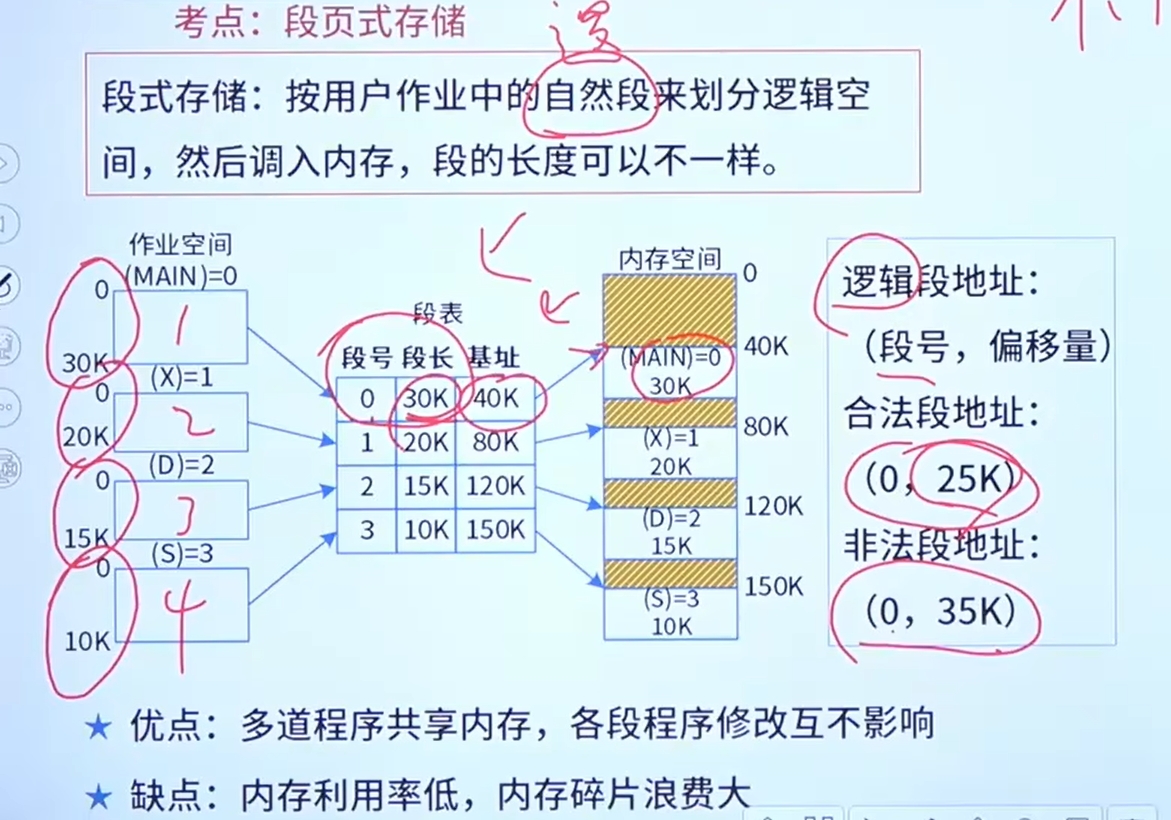 考点：段页式存储
段式存储：按用户作业中的自然段来划分逻辑空
间，然后调入内存，段的长度可以不一样。
作业空间
(MAIN)=0
0
1
30K
(X)=1
0
2
20K
(D)=2
0
3
15K
(S)=3
0
4
10K
段表
段号 段长 基址
0 30K 40K
1 20K 80K
2 15K 120K
3 10K 150K
内存空间
0
40K
(MAIN)=0
30K
80K
(X)=1
20K
120K
(D)=2
15K
150K
(S)=3
10K
逻辑段地址：
（段号，偏移量）
合法段地址：
（0，25K）
非法段地址：
（0，35K）
★ 优点：多道程序共享内存，各段程序修改互不影响
★ 缺点：内存利用率低，内存碎片浪费大